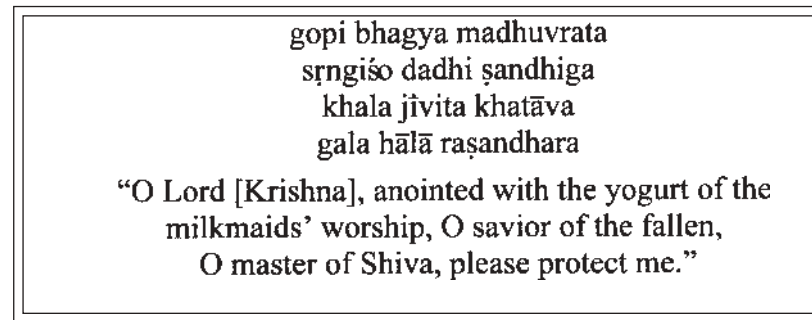 gopi bhagya madhuvrata
sṛngiśo dadhi ṣandhiga
khala jîvita khatāva
gala hālā raṣandhara
“O Lord [Krishna], anointed with the yogurt of the
milkmaids’ worship, O savior of the fallen,
O master of Shiva, please protect me.”